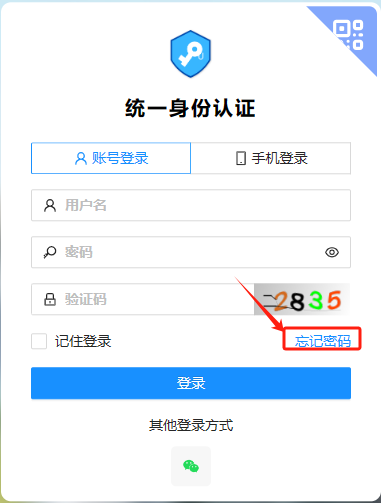 统一身份认证
账号登录 手机登录
用户名
密码
验证码 2835
记住登录 忘记密码
登录
其他登录方式